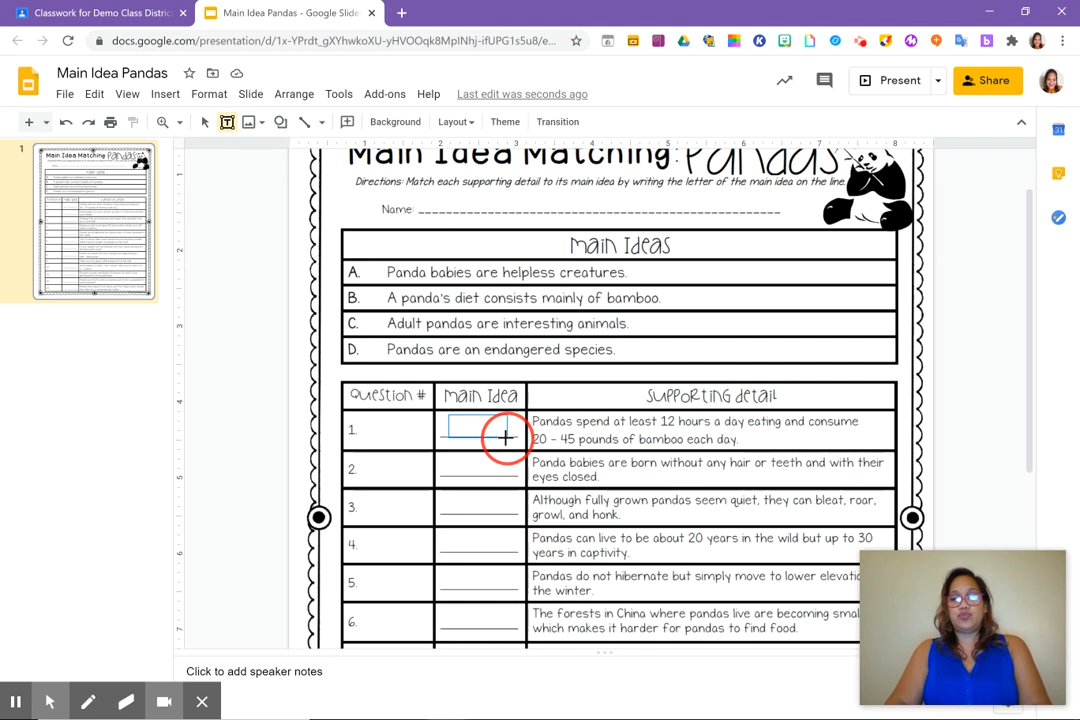 Classwork for Demo Class Distric
Main Idea Pandas - Google Slide
docs.google.com/presentation/d/1x-YPrdt_gXYhwkoXU-yHVOOqk8MpINhj-ifUPG1s5u8/e...
Main Idea Pandas
File Edit View Insert Format Slide Arrange Tools Add-ons Help Last edit was seconds ago
Present
Share
Background Layout Theme Transition
1
Main Idea Matching: Pandas
Directions: Match each supporting detail to its main idea by writing the letter of the main idea on the line.
Name:
Main Ideas
A. Panda babies are helpless creatures.
B. A panda's diet consists mainly of bamboo.
C. Adult pandas are interesting animals.
D. Pandas are an endangered species.
Question # Main Idea Supporting Detail
1. Pandas spend at least 12 hours a day eating and consume
20 - 45 pounds of bamboo each day.
2. Panda babies are born without any hair or teeth and with their
eyes closed.
3. Although fully grown pandas seem quiet, they can bleat, roar,
growl, and honk.
4. Pandas can live to be about 20 years in the wild but up to 30
years in captivity.
5. Pandas do not hibernate but simply move to lower elevatio
the winter.
6. The forests in China where pandas live are becoming small
which makes it harder for pandas to find food.
Click to add speaker notes